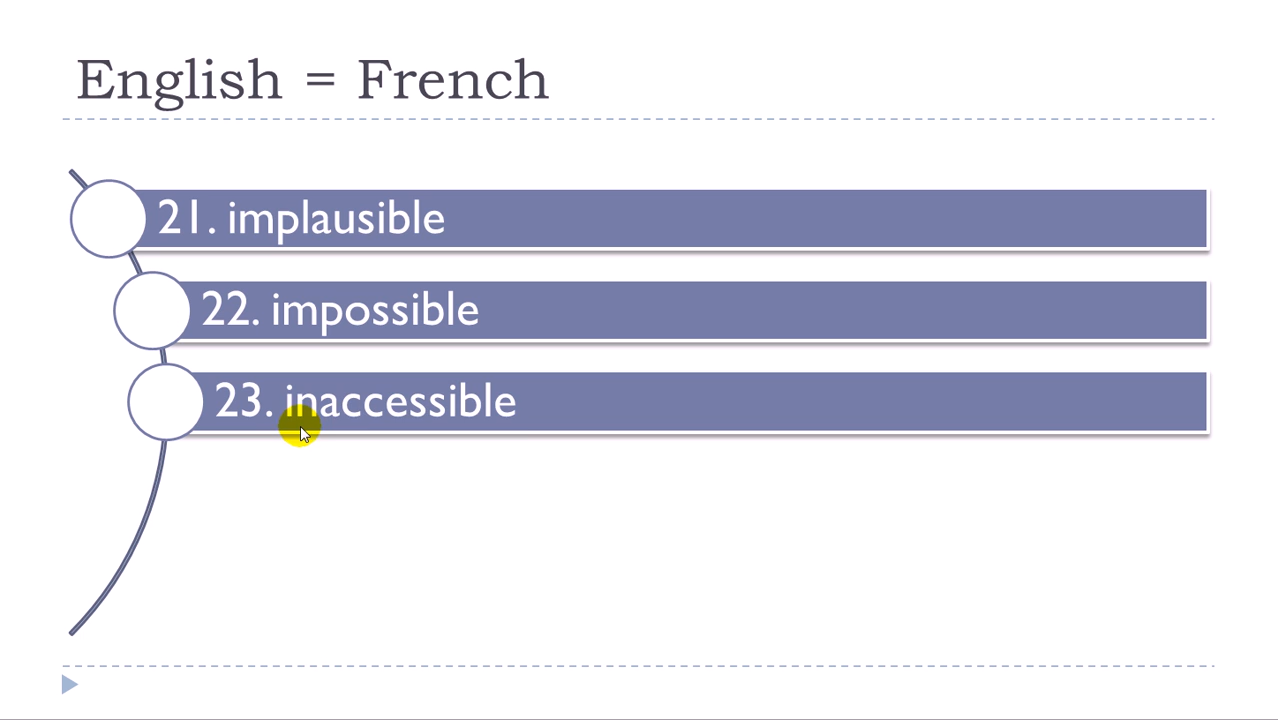 English = French
21. implausible
22. impossible
23. inaccessible